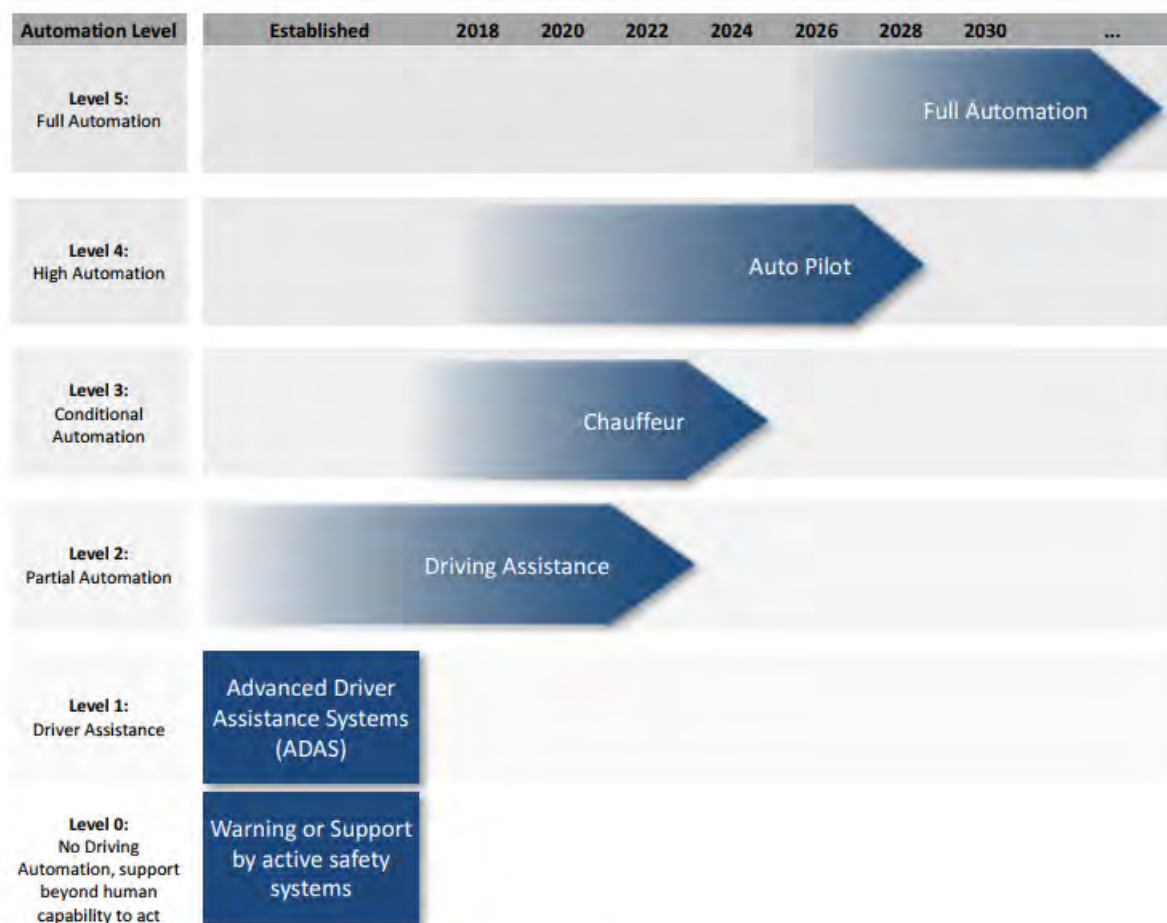 Automation Level Established 2018 2020 2022 2024 2026 2028 2030 ...
Level 5:
Full Automation
Full Automation
Level 4:
High Automation
Auto Pilot
Level 3:
Conditional
Automation
Chauffeur
Level 2:
Partial Automation
Driving Assistance
Level 1:
Driver Assistance
Advanced Driver
Assistance Systems
(ADAS)
Level 0:
No Driving
Automation, support
beyond human
capability to act
Warning or Support
by active safety
systems